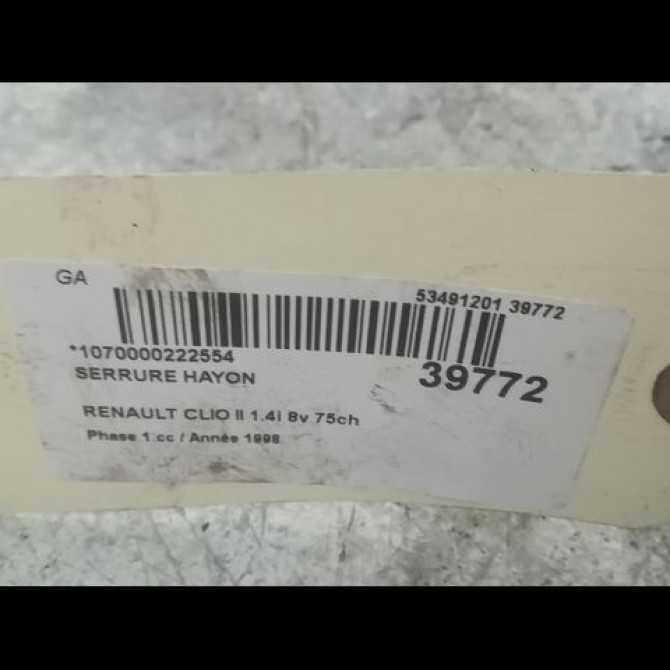 GA
53491201 39772
*1070000222554
39772
SERRURE HAYON
RENAULT CLIO II 1.4I 8v 75ch
Phase 1 cc / Année 1998